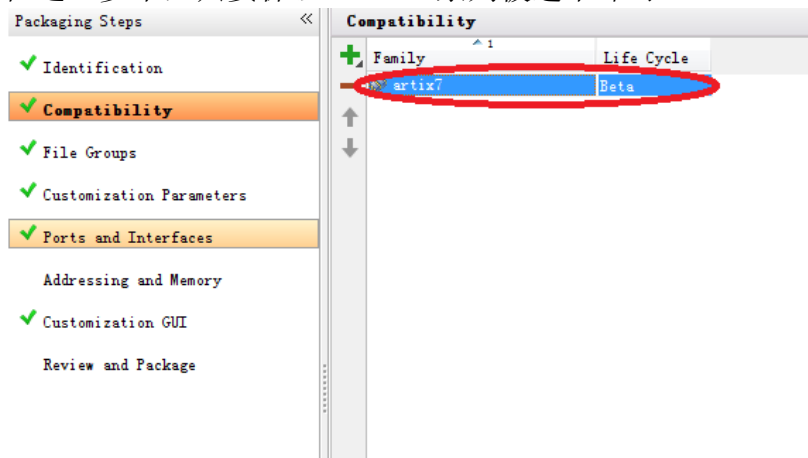 Packaging Steps
Identification
Compatibility
File Groups
Customization Parameters
Ports and Interfaces
Addressing and Memory
Customization GUI
Review and Package
Compatibility
Family 1 Life Cycle
artix7 Beta